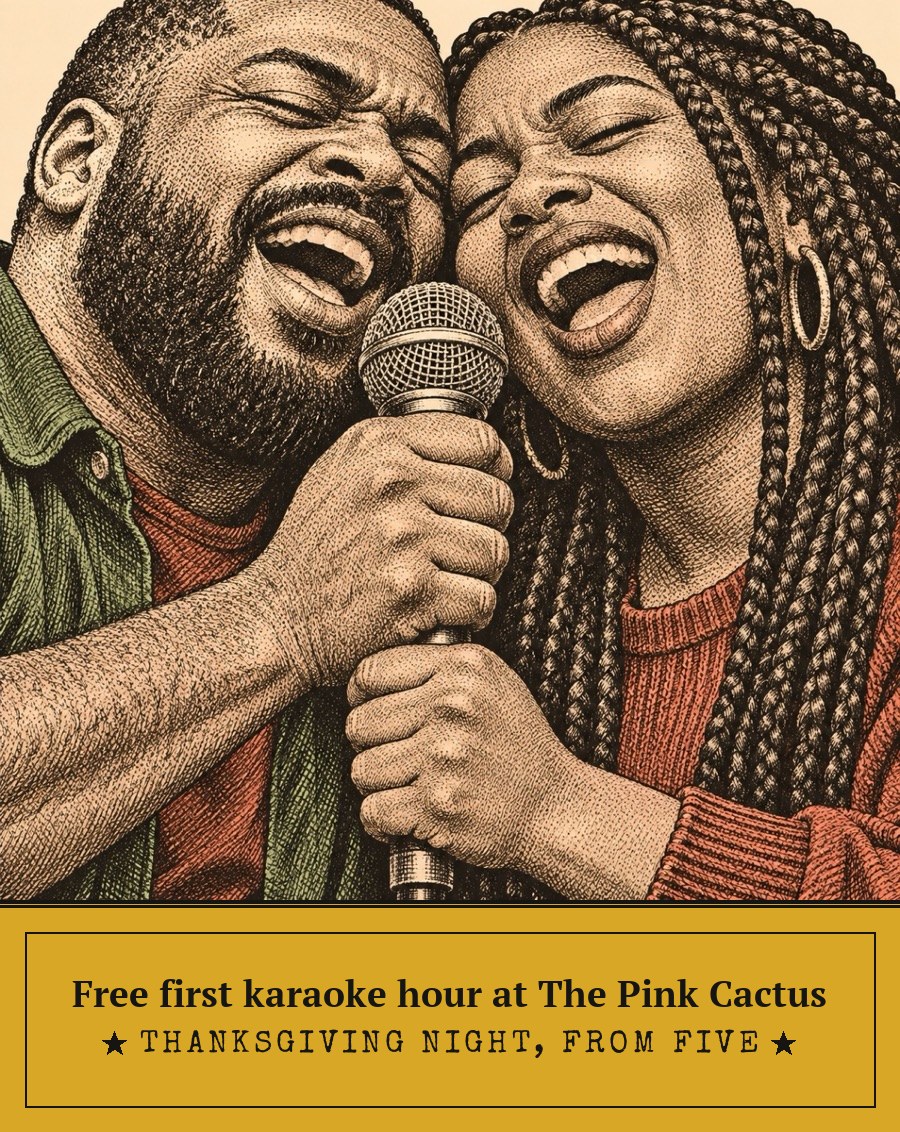 Free first karaoke hour at The Pink Cactus
★ THANKSGIVING NIGHT, FROM FIVE ★